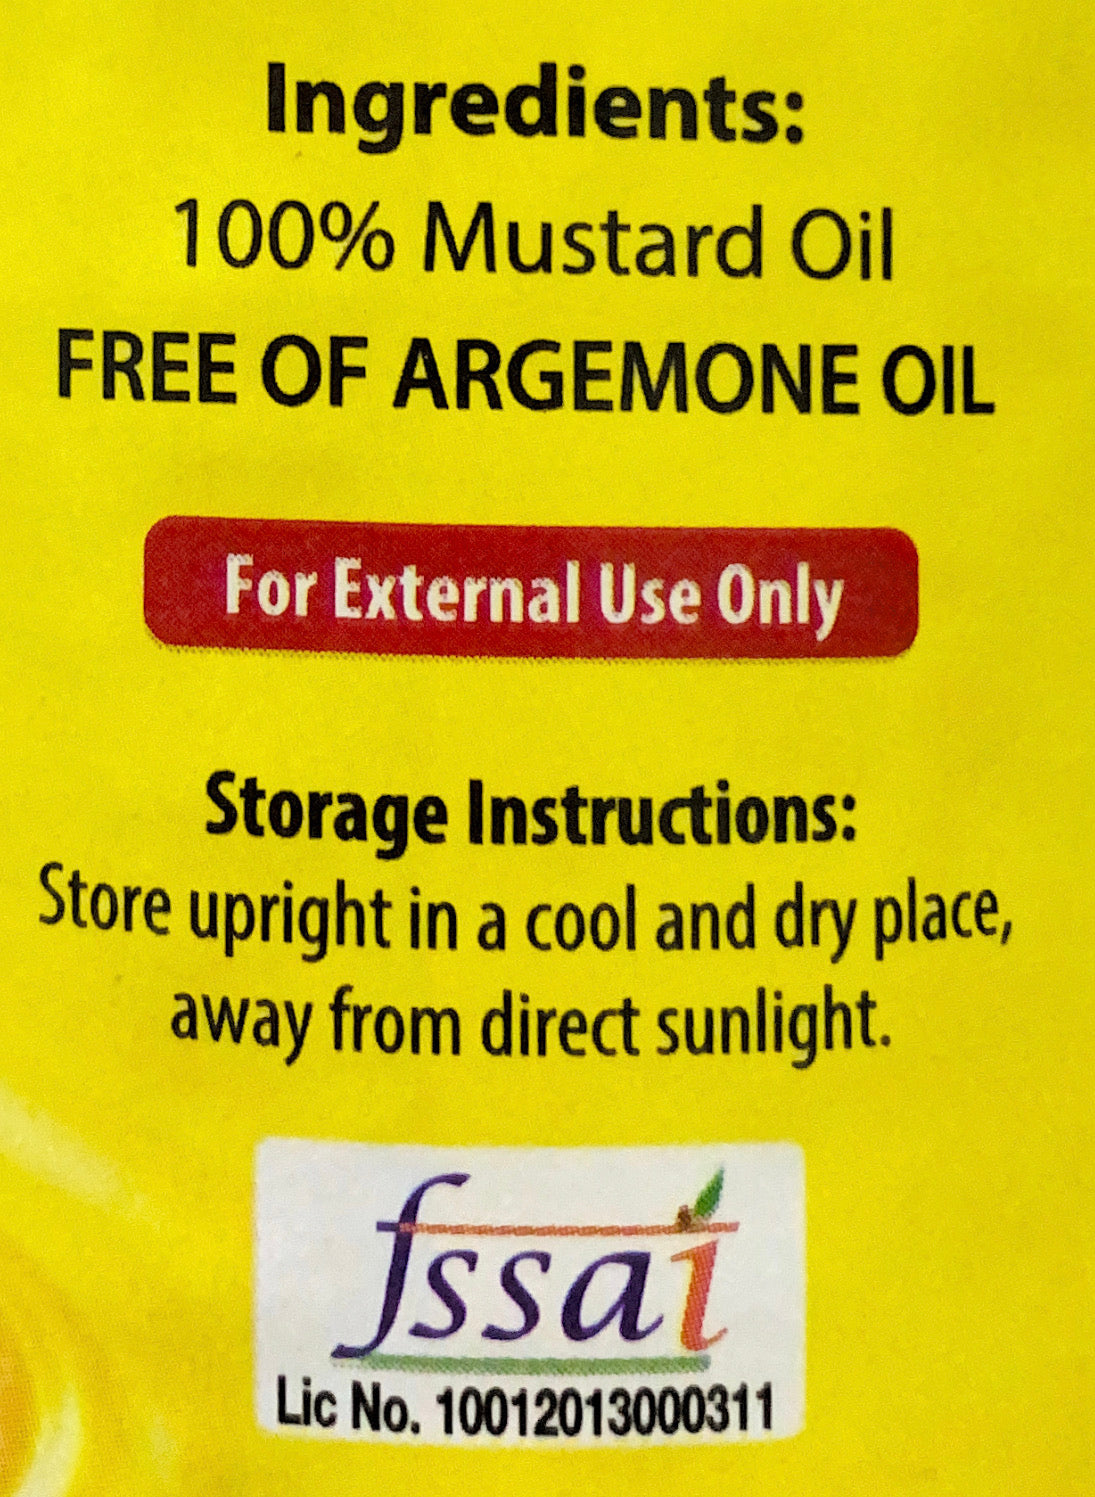 Ingredients:
100% Mustard Oil
FREE OF ARGEMONE OIL
For External Use Only
Storage Instructions:
Store upright in a cool and dry place,
away from direct sunlight.
fssai
Lic No. 10012013000311